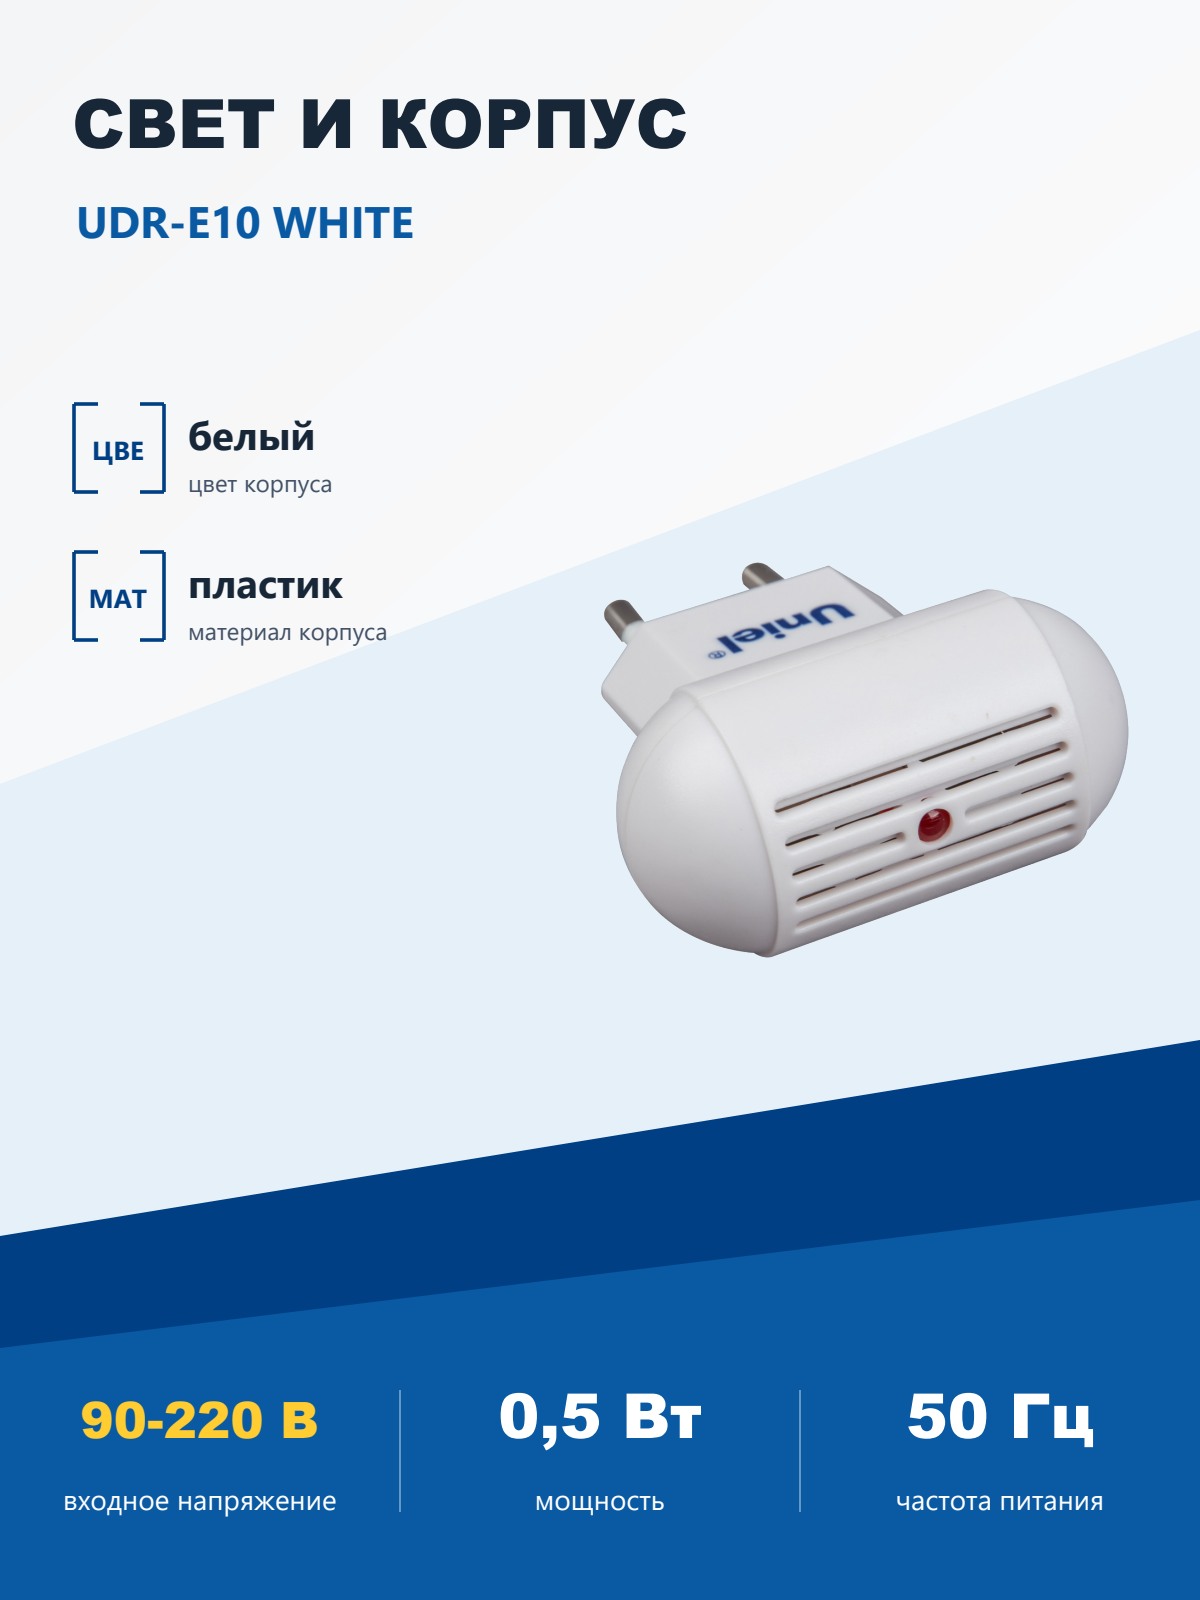 СВЕТ И КОРПУС
UDR-E10 WHITE
ЦВЕ
белый
цвет корпуса
МАТ
пластик
материал корпуса
Uniel®
90-220 В
входное напряжение
0,5 Вт
мощность
50 Гц
частота питания